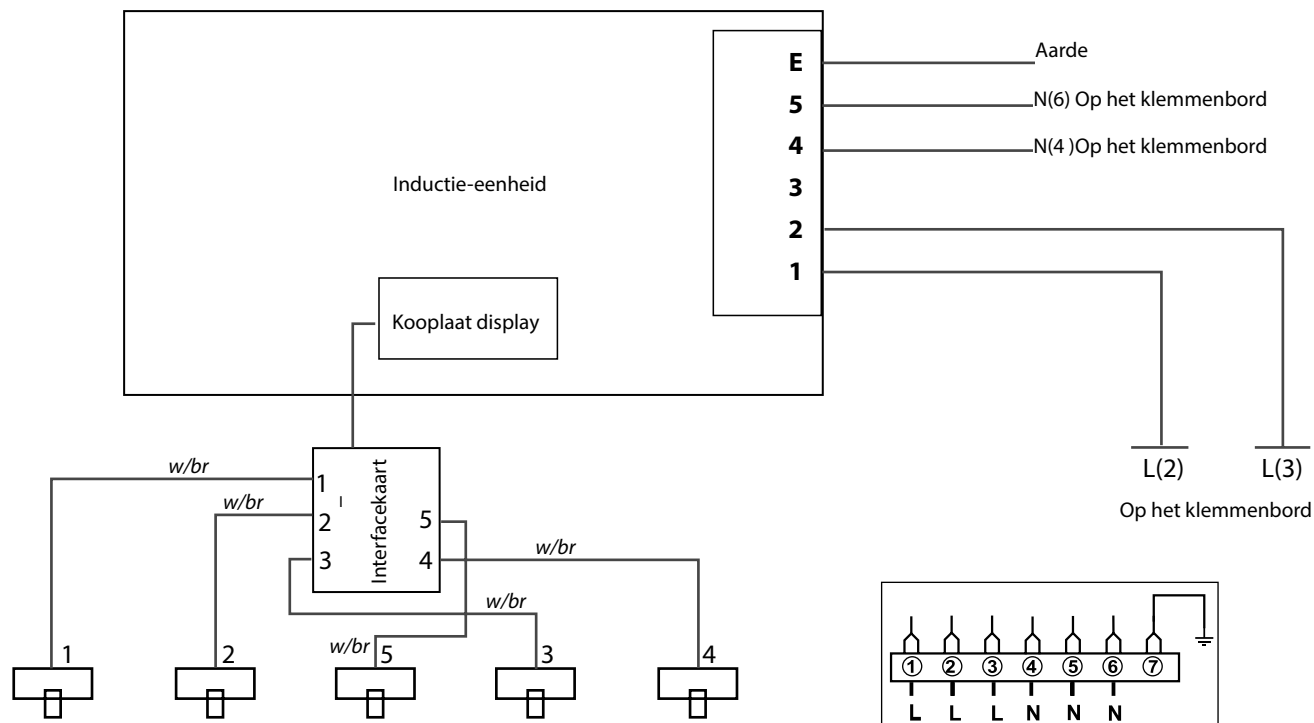 E
Aarde
5
N(6) Op het klemmenbord
4
N(4 )Op het klemmenbord
Inductie-eenheid
3
2
1
Kooplaat display
L(2)
L(3)
Op het klemmenbord
w/br
1
w/br
2
5
Interfacekaart
3
4
w/br
w/br
w/br
1
2
5
3
4
1 2 3 4 5 6 7
L L L N N N